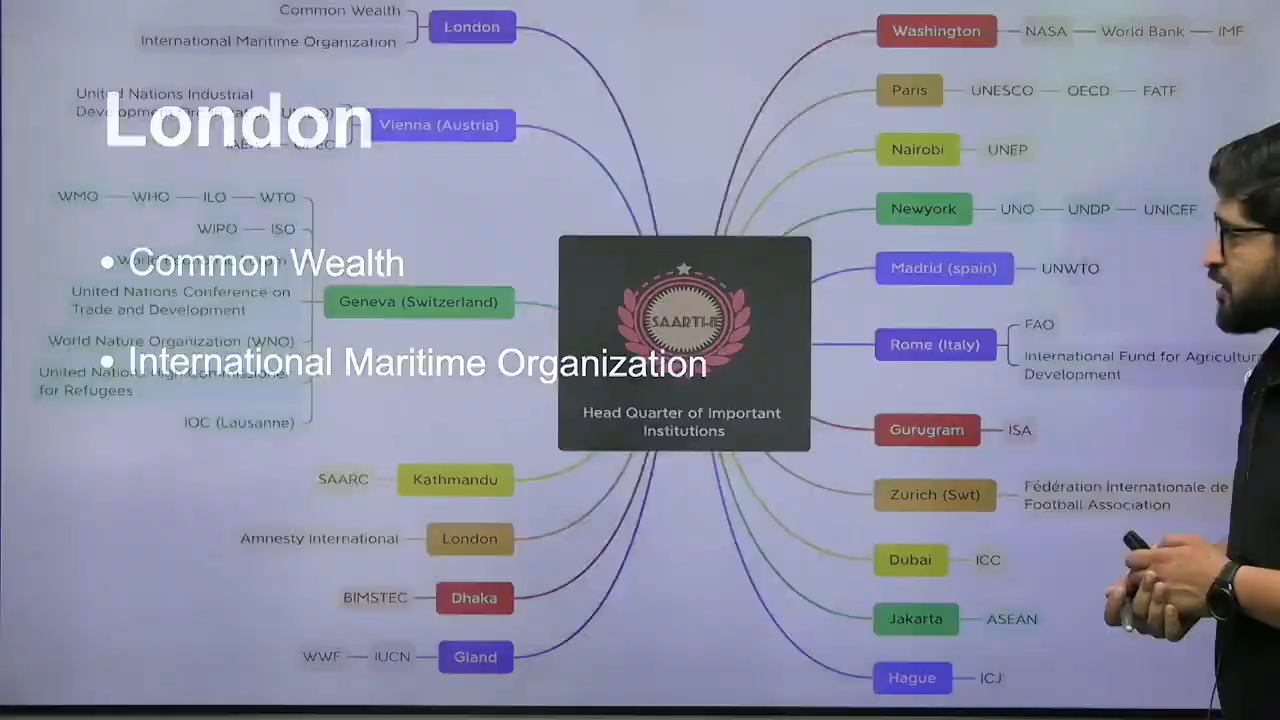 London
• Common Wealth
• International Maritime Organization
Common Wealth
International Maritime Organization
London
United Nations Industrial
Vienna (Austria)
WMO WHO ILO WTO
WIPO ISO
United Nations Conference on
Trade and Development
Geneva (Switzerland)
World Nature Organization (WNO)
for Refugees
IOC (Lausanne)
SAARC Kathmandu
Amnesty International London
BIMSTEC Dhaka
WWF IUCN Gland
SAARTHI
Head Quarter of Important
Institutions
Washington NASA World Bank IMF
Paris UNESCO OECD FATF
Nairobi UNEP
Newyork UNO UNDP UNICEF
Madrid (spain) UNWTO
Rome (Italy)
FAO
International Fund for
Development
Gurugram ISA
Zurich (Swt)
Fédération Internationale de
Football Association
Dubai ICC
Jakarta ASEAN
Hague ICJ